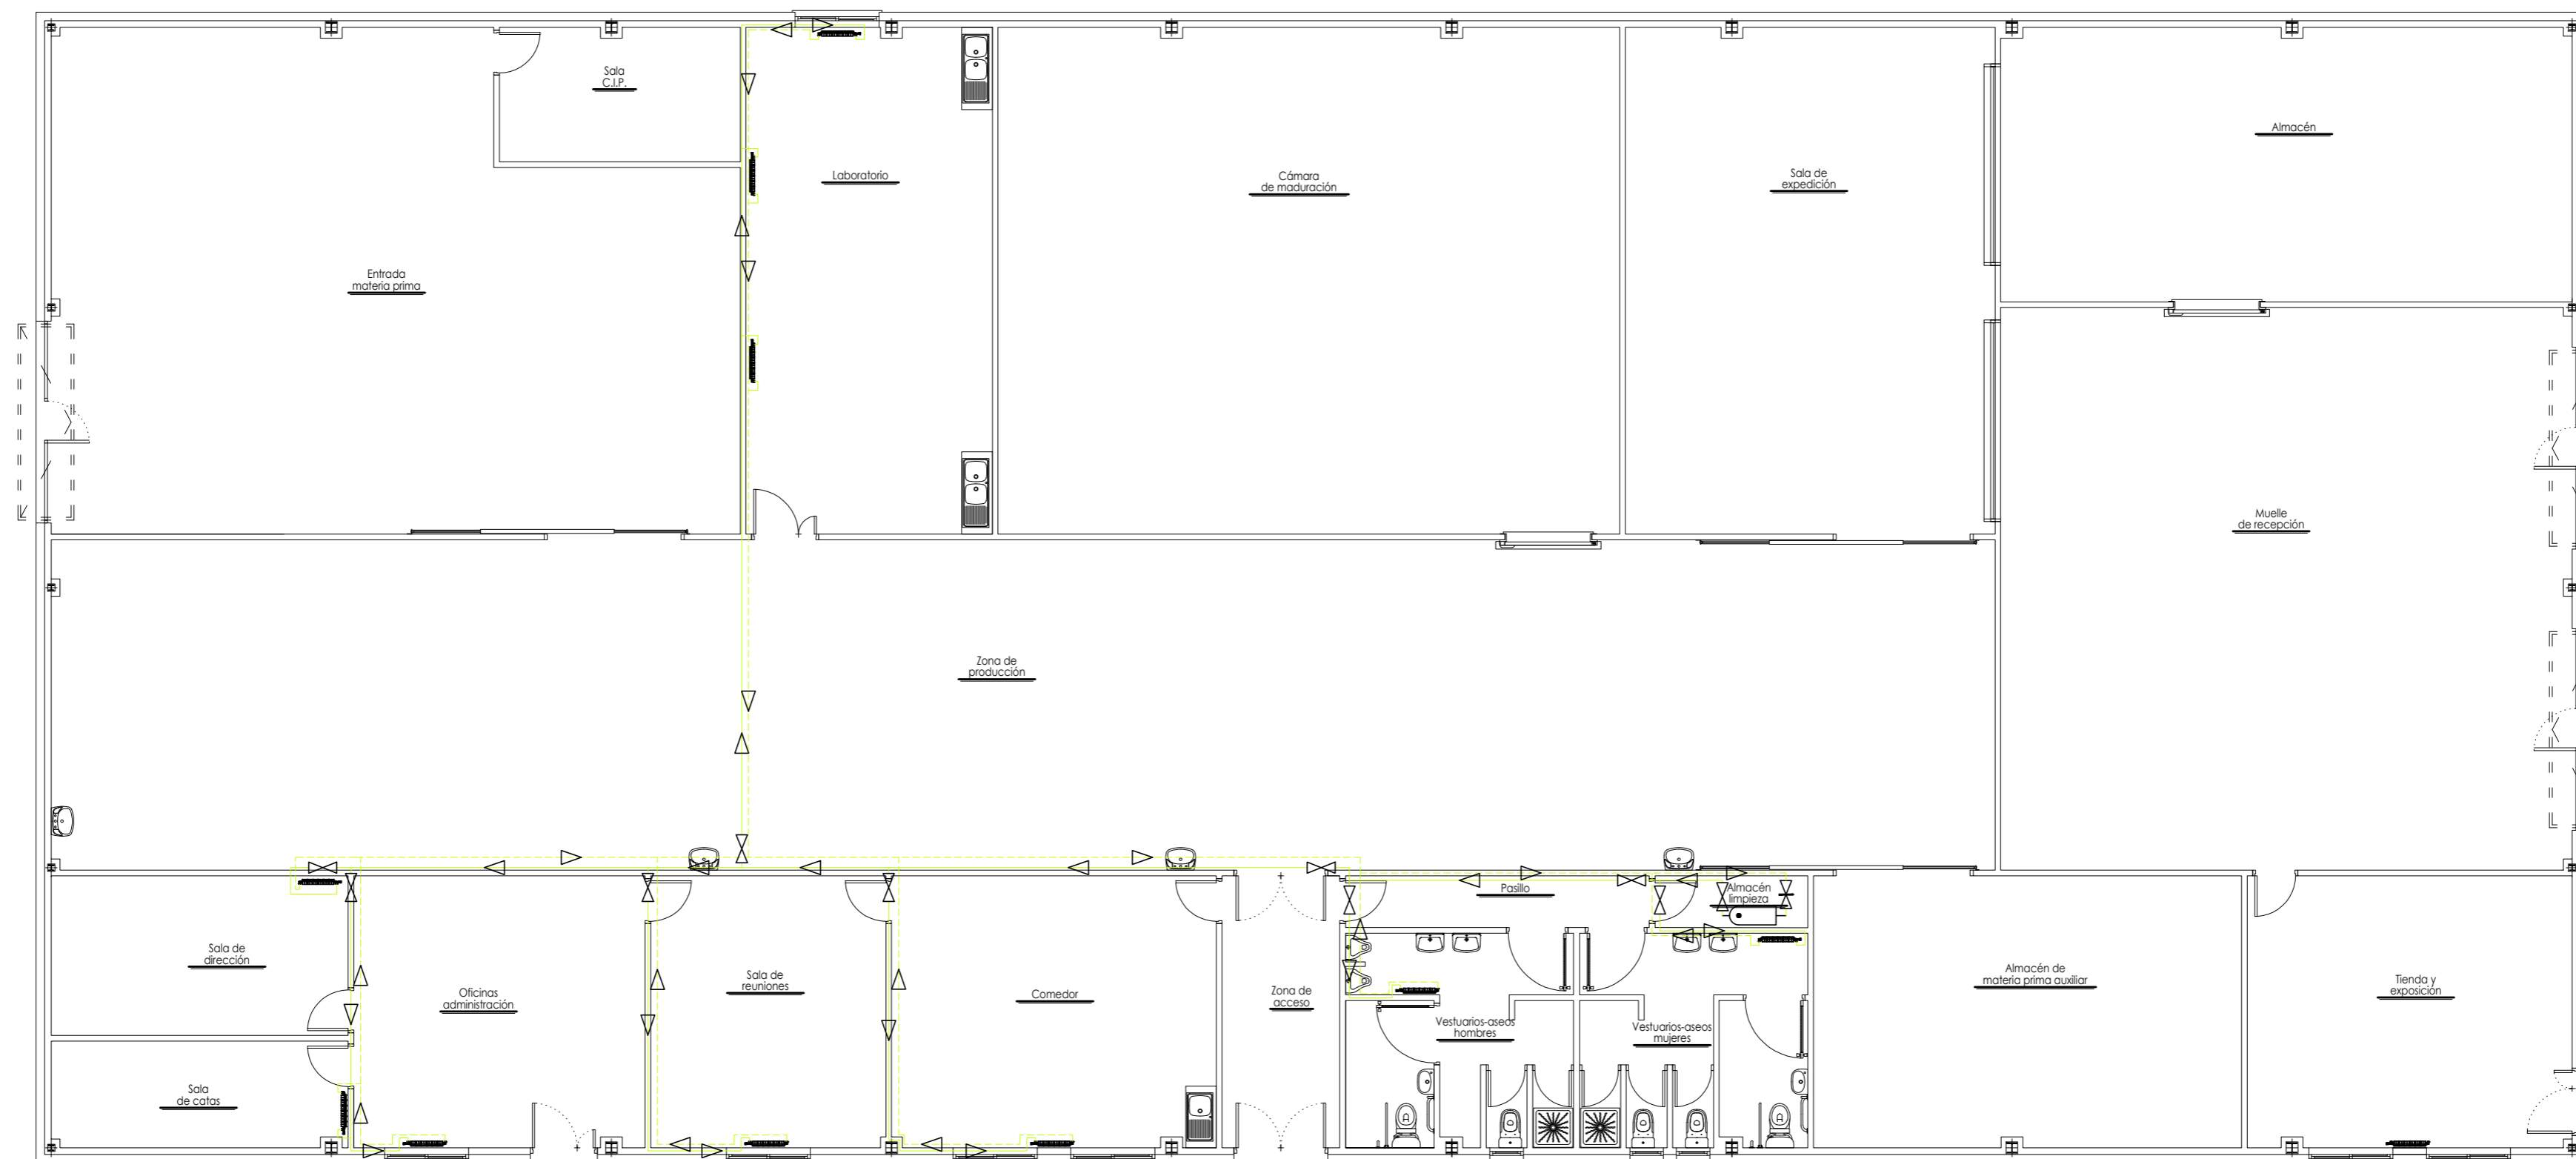 Sala
C.I.P.
Almacén
Laboratorio
Cámara
de maduración
Sala de
expedición
Entrada
materia prima
Muelle
de recepción
Zona de
producción
Pasillo
Almacén
limpieza
Sala de
dirección
Oficinas
administración
Sala de
reuniones
Comedor
Zona de
acceso
Vestuarios-aseos
hombres
Vestuarios-aseos
mujeres
Almacén de
materia prima auxiliar
Tienda y
exposición
Sala
de catas